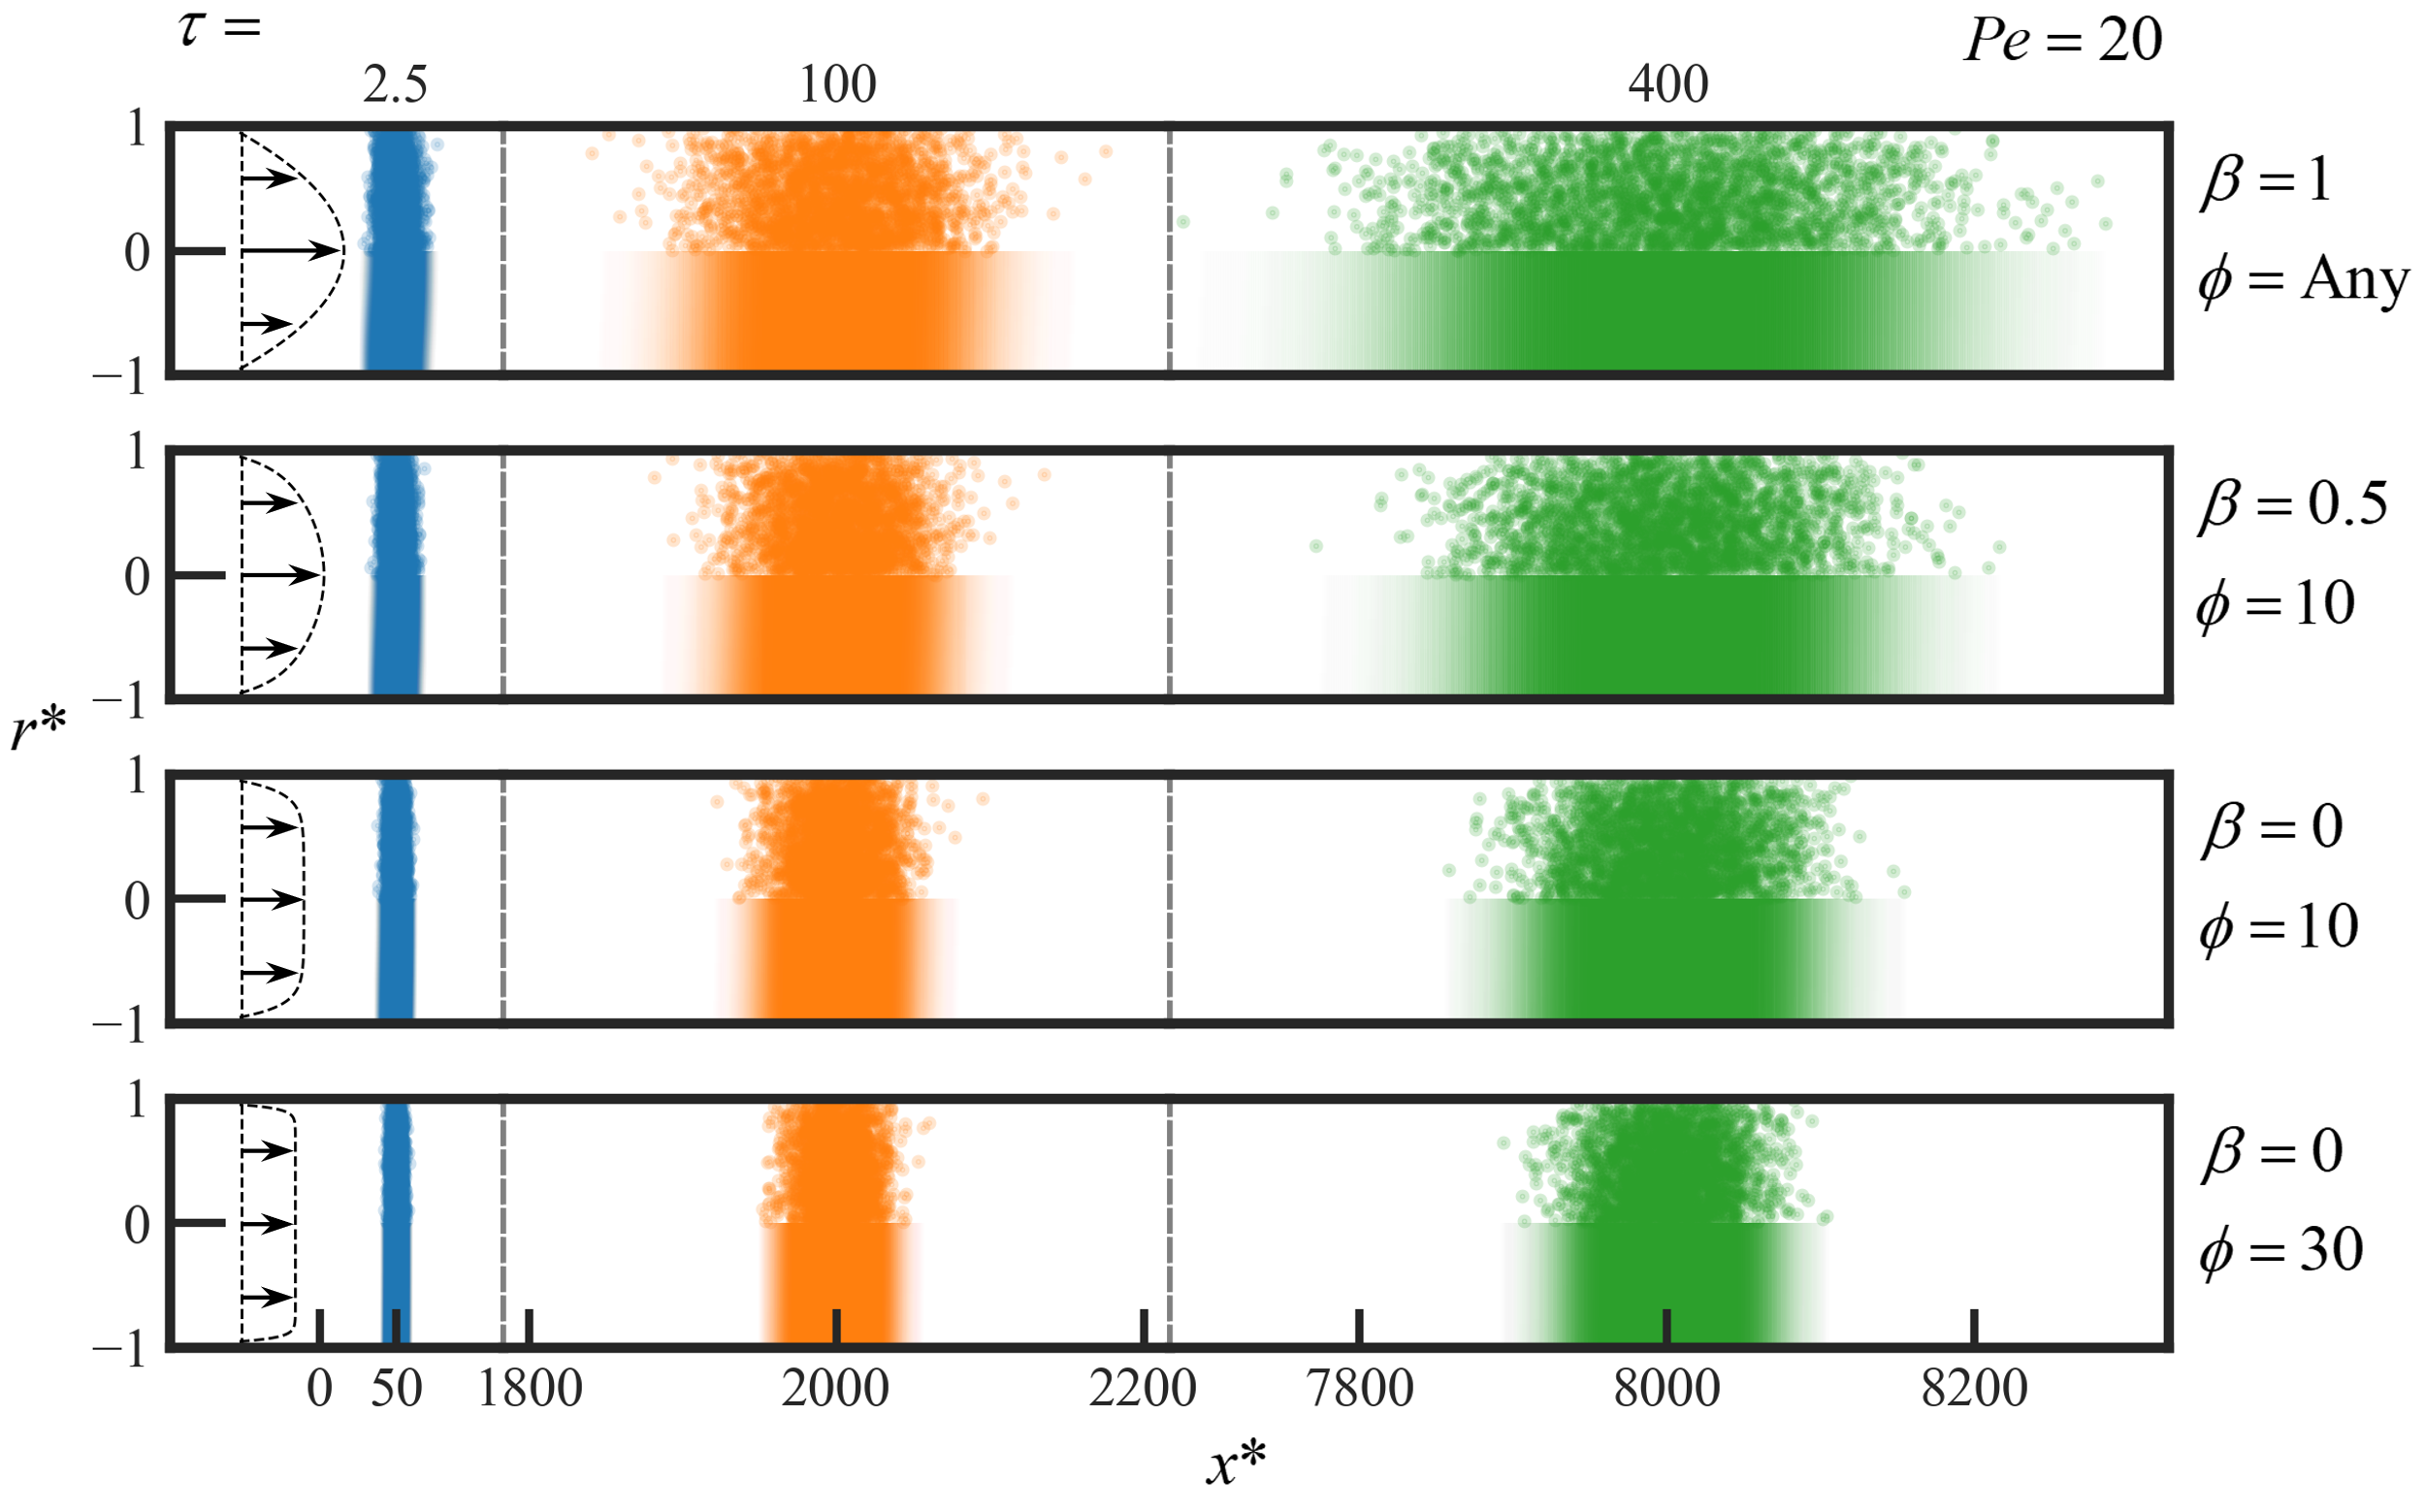 τ =
Pe = 20
2.5 100 400
1
0
−1
β = 1
ϕ = Any
1
0
−1
β = 0.5
ϕ = 10
r*
1
0
−1
β = 0
ϕ = 10
1
0
−1
β = 0
ϕ = 30
0 50 1800 2000 2200 7800 8000 8200
x*